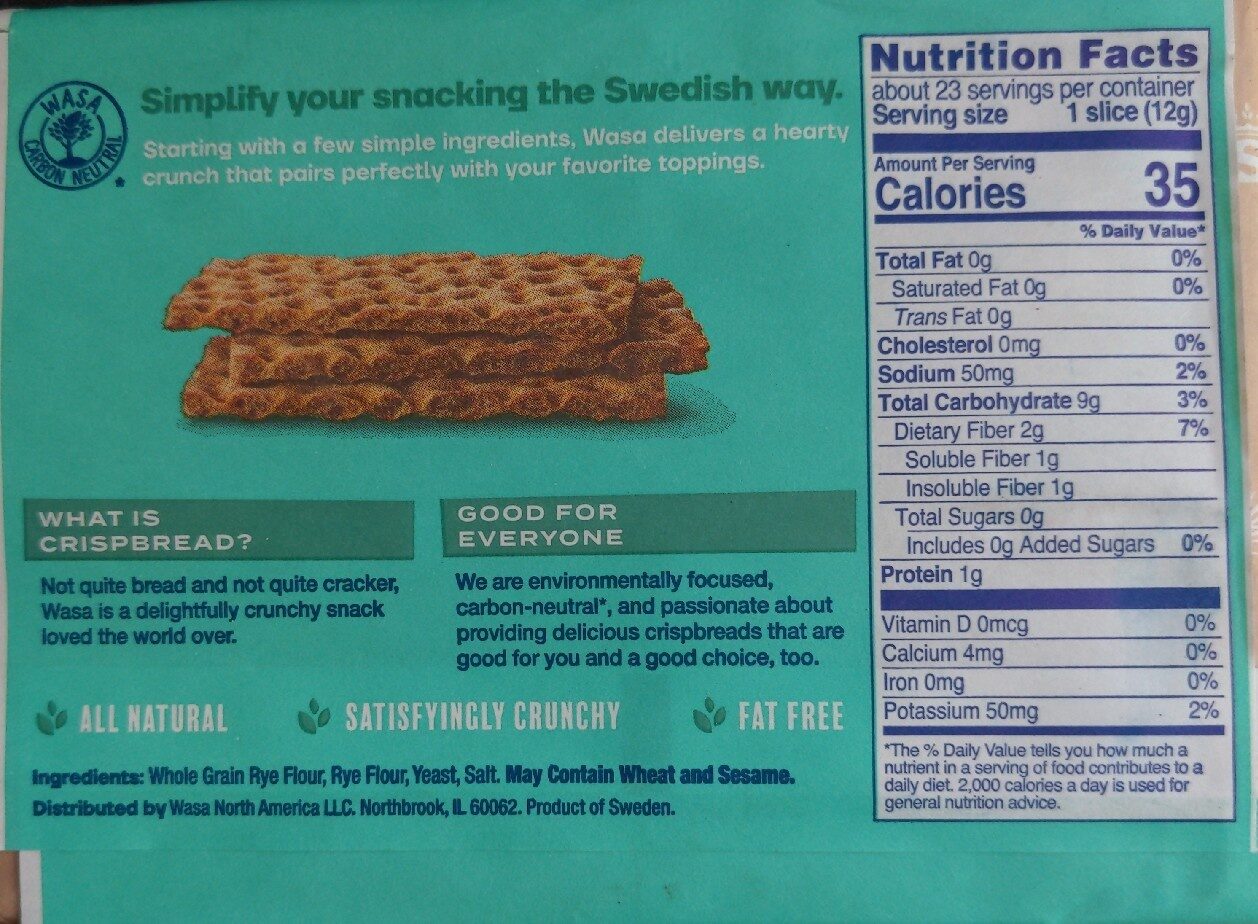 WASA
CARBON NEUTRAL
*
Simplify your snacking the Swedish way.
Starting with a few simple ingredients, Wasa delivers a hearty
crunch that pairs perfectly with your favorite toppings.
WHAT IS
CRISPBREAD?
Not quite bread and not quite cracker,
Wasa is a delightfully crunchy snack
loved the world over.
GOOD FOR
EVERYONE
We are environmentally focused,
carbon-neutral*, and passionate about
providing delicious crispbreads that are
good for you and a good choice, too.
ALL NATURAL
SATISFYINGLY CRUNCHY
FAT FREE
Ingredients: Whole Grain Rye Flour, Rye Flour, Yeast, Salt. May Contain Wheat and Sesame.
Distributed by Wasa North America LLC. Northbrook, IL 60062. Product of Sweden.
Nutrition Facts
about 23 servings per container
Serving size 1 slice (12g)
Amount Per Serving
Calories 35
% Daily Value*
Total Fat 0g 0%
Saturated Fat 0g 0%
Trans Fat 0g
Cholesterol 0mg 0%
Sodium 50mg 2%
Total Carbohydrate 9g 3%
Dietary Fiber 2g 7%
Soluble Fiber 1g
Insoluble Fiber 1g
Total Sugars 0g
Includes 0g Added Sugars 0%
Protein 1g
Vitamin D 0mcg 0%
Calcium 4mg 0%
Iron 0mg 0%
Potassium 50mg 2%
*The % Daily Value tells you how much a
nutrient in a serving of food contributes to a
daily diet. 2,000 calories a day is used for
general nutrition advice.